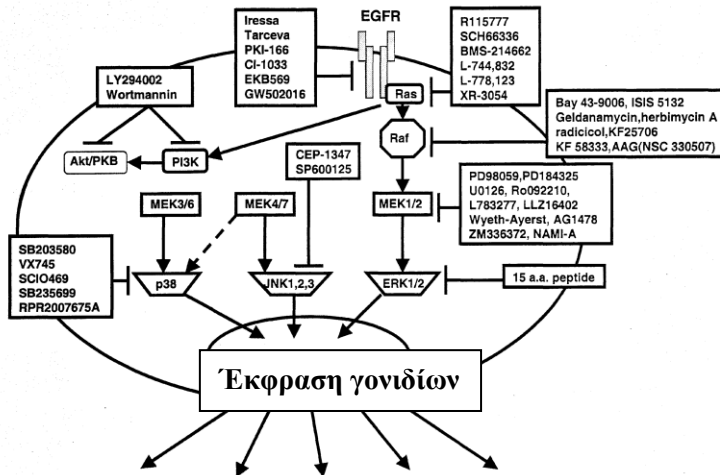 Iressa
Tarceva
PKI-166
CI-1033
EKB569
GW502016
EGFR
R115777
SCH66336
BMS-214662
L-744,832
L-778,123
XR-3054
LY294002
Wortmannin
Ras
Bay 43-9006, ISIS 5132
Geldanamycin,herbimycin A
radicicol,KF25706
KF 58333,AAG(NSC 330507)
Raf
Akt/PKB
PI3K
CEP-1347
SP600125
PD98059,PD184325
U0126, Ro092210,
L783277, LLZ16402
Wyeth-Ayerst, AG1478
ZM336372, NAMI-A
MEK3/6
MEK4/7
MEK1/2
SB203580
VX745
SCIO469
SB235699
RPR2007675A
p38
JNK1,2,3
ERK1/2
15 a.a. peptide
Έκφραση γονιδίων